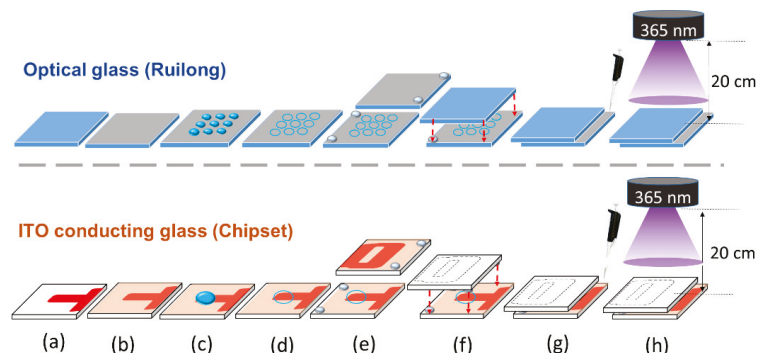 365 nm
Optical glass (Ruilong)
20 cm
365 nm
ITO conducting glass (Chipset)
20 cm
(a) (b) (c) (d) (e) (f) (g) (h)